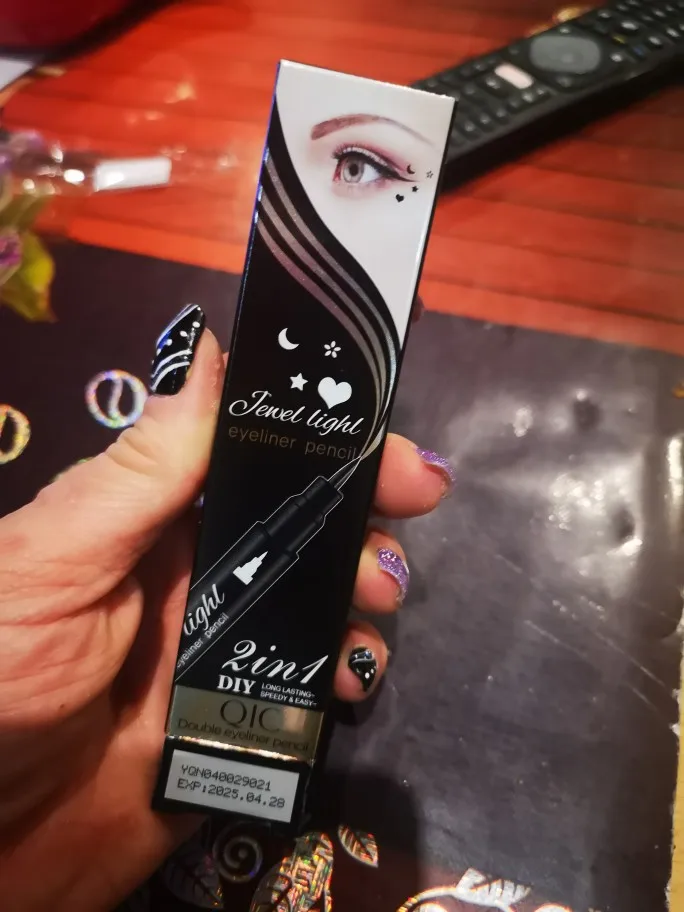 Jewel light
eyeliner pencil
light
eyeliner pencil
2in1
DIY LONG LASTING~
SPEEDY & EASY~
QIC
Double eyeliner pencil
YQN040029021
EXP:2025.04.28